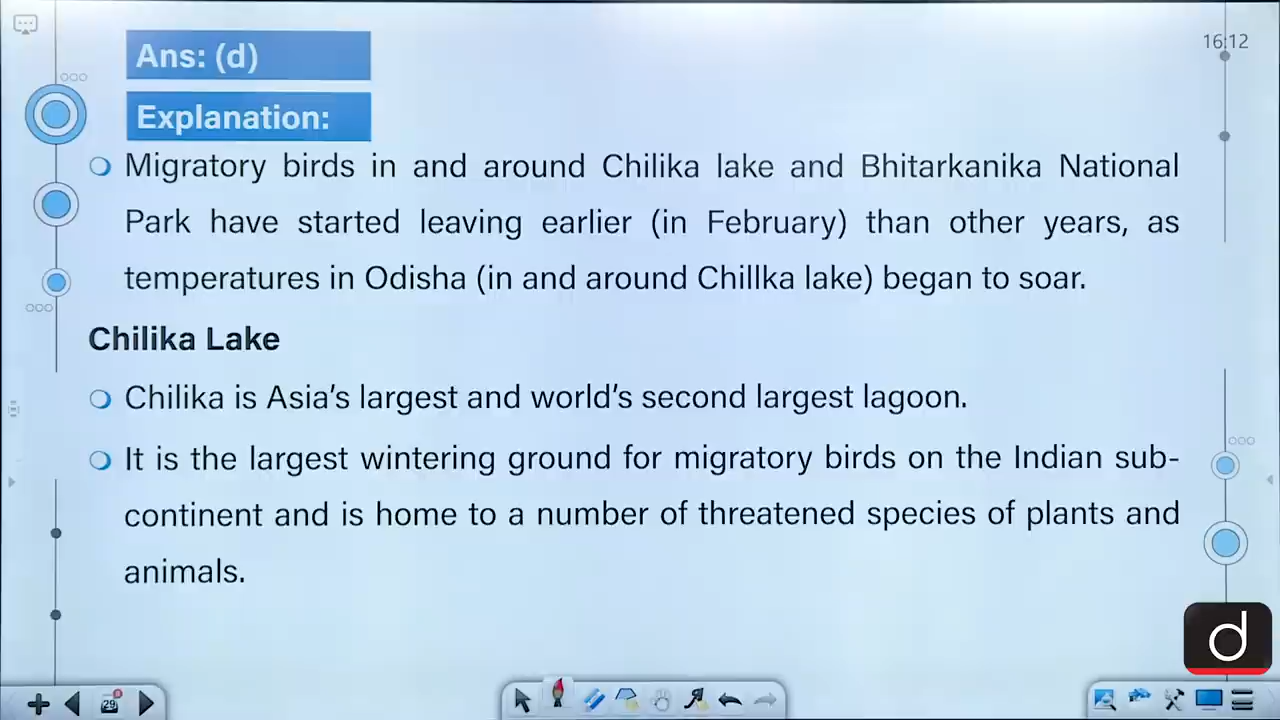 16:12
Ans: (d)
Explanation:
Migratory birds in and around Chilika lake and Bhitarkanika National
Park have started leaving earlier (in February) than other years, as
temperatures in Odisha (in and around Chillka lake) began to soar.
Chilika Lake
Chilika is Asia's largest and world's second largest lagoon.
It is the largest wintering ground for migratory birds on the Indian sub-
continent and is home to a number of threatened species of plants and
animals.
d
29